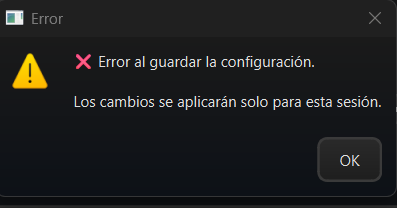 Error
❌ Error al guardar la configuración.
Los cambios se aplicarán solo para esta sesión.
OK